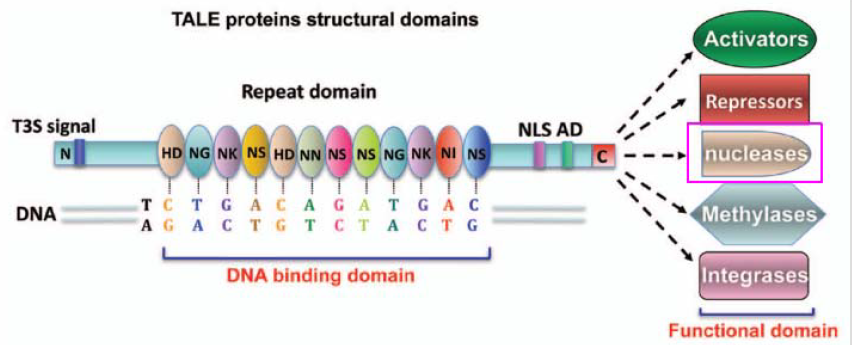 TALE proteins structural domains
Repeat domain
T3S signal
NLS AD
N
HD NG NK NS HD NN NS NS NG NK NI NS
C
DNA
T C T G A C A G A T G A C
A G A C T G T C T A C T G
DNA binding domain
Activators
Repressors
nucleases
Methylases
Integrases
Functional domain